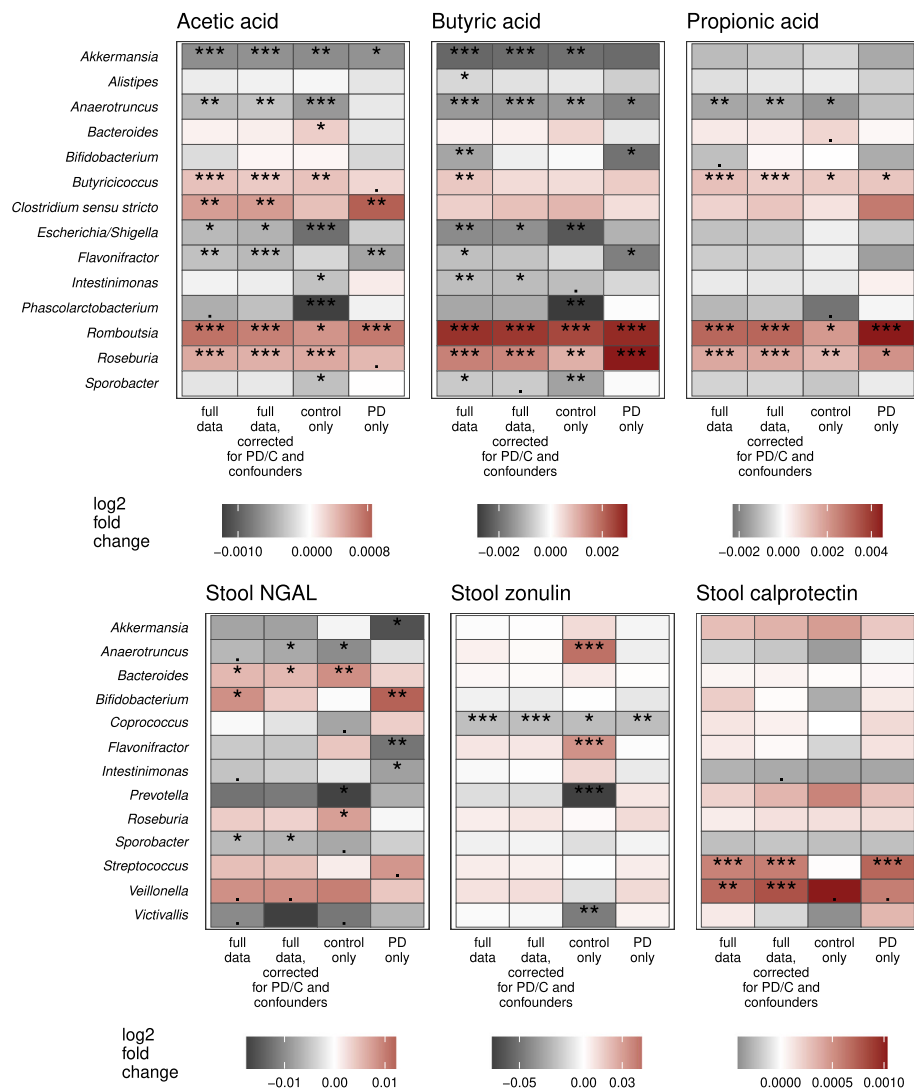 Acetic acid Butyric acid Propionic acid
Akkermansia *** *** ** * *** *** **
Alistipes *
Anaerotruncus ** ** *** *** *** ** * ** ** *
Bacteroides * .
Bifidobacterium ** * .
Butyricicoccus *** *** ** . ** *** *** * *
Clostridium sensu stricto ** ** **
Escherichia/Shigella * * *** ** * **
Flavonifractor ** *** ** * *
Intestinimonas * ** * .
Phascolarctobacterium . *** ** .
Romboutsia *** *** * *** *** *** *** *** *** *** * ***
Roseburia *** *** *** . *** *** ** *** *** *** ** *
Sporobacter * * . **
full full control PD full full control PD full full control PD
data data, only only data data, only only data data, only only
corrected corrected corrected
for PD/C and for PD/C and for PD/C and
confounders confounders confounders
log2
fold
change
−0.0010 0.0000 0.0008 −0.002 0.000 0.002 −0.002 0.000 0.002 0.004
Stool NGAL Stool zonulin Stool calprotectin
Akkermansia *
Anaerotruncus . * * ***
Bacteroides * * **
Bifidobacterium * **
Coprococcus . *** *** * **
Flavonifractor ** ***
Intestinimonas . * .
Prevotella * ***
Roseburia *
Sporobacter * * .
Streptococcus . *** *** ***
Veillonella . . ** *** . .
Victivallis . . **
full full control PD full full control PD full full control PD
data data, only only data data, only only data data, only only
corrected corrected corrected
for PD/C and for PD/C and for PD/C and
confounders confounders confounders
log2
fold
change
−0.01 0.00 0.01 −0.05 0.00 0.03 0.0000 0.0005 0.0010